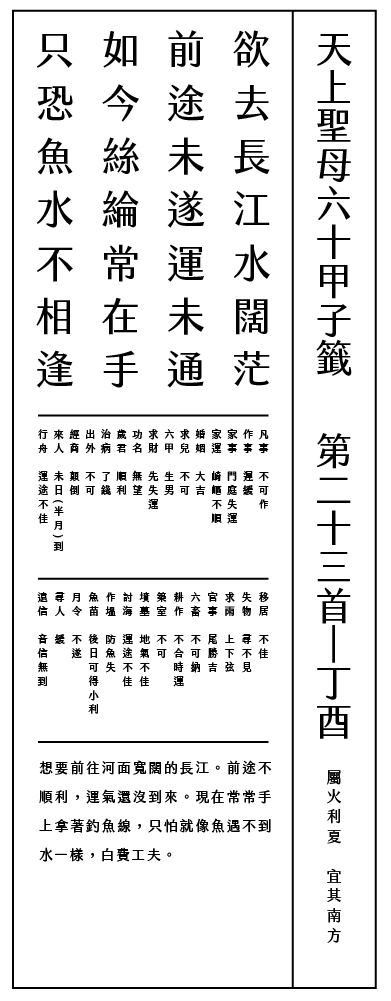 天上聖母六十甲子籤　第二十三首｜丁酉　屬火利夏　宜其南方
欲去長江水闊茫
前途未遂運未通
如今絲綸常在手
只恐魚水不相逢
凡事　不可作
作事　遲緩
家事　門庭失運
家運　崎嶇不順
婚姻　大吉
求兒　不可
六甲　生男
求財　先失運
功名　無望
歲君　順利
治病　了錢
出外　不可
經商　顛倒
來人　未日(半月)到
行舟　運途不佳
移居　不佳
失物　尋不見
求雨　上下弦
官事　尾勝吉
六畜　不可納
耕作　不合時運
築室　不可
墳墓　地氣不佳
討海　運途不佳
作塭　防魚失
魚苗　後日可得小利
月令　不遂
尋人　緩
遠信　音信無到
想要前往河面寬闊的長江。前途不
順利，運氣還沒到來。現在常常手
上拿著釣魚線，只怕就像魚遇不到
水一樣，白費工夫。